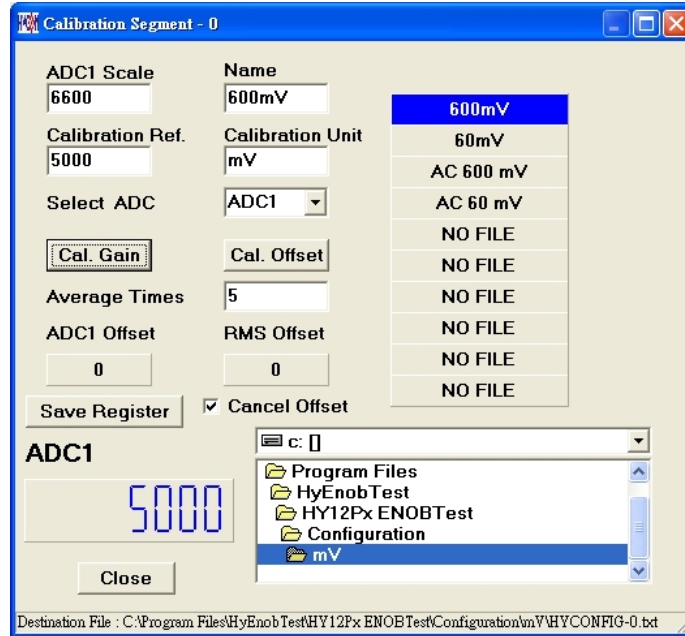 HYCON Calibration Segment - 0
ADC1 Scale
Name
6600
600mV
Calibration Ref.
Calibration Unit
5000
mV
Select ADC
ADC1
Cal. Gain
Cal. Offset
Average Times
5
ADC1 Offset
RMS Offset
0
0
Save Register
Cancel Offset
600mV
60mV
AC 600 mV
AC 60 mV
NO FILE
NO FILE
NO FILE
NO FILE
NO FILE
NO FILE
ADC1
5000
Close
c: []
Program Files
HyEnobTest
HY12Px ENOBTest
Configuration
mV
Destination File : C:\Program Files\HyEnobTest\HY12Px ENOBTest\Configuration\mV\HYCONFIG-0.txt